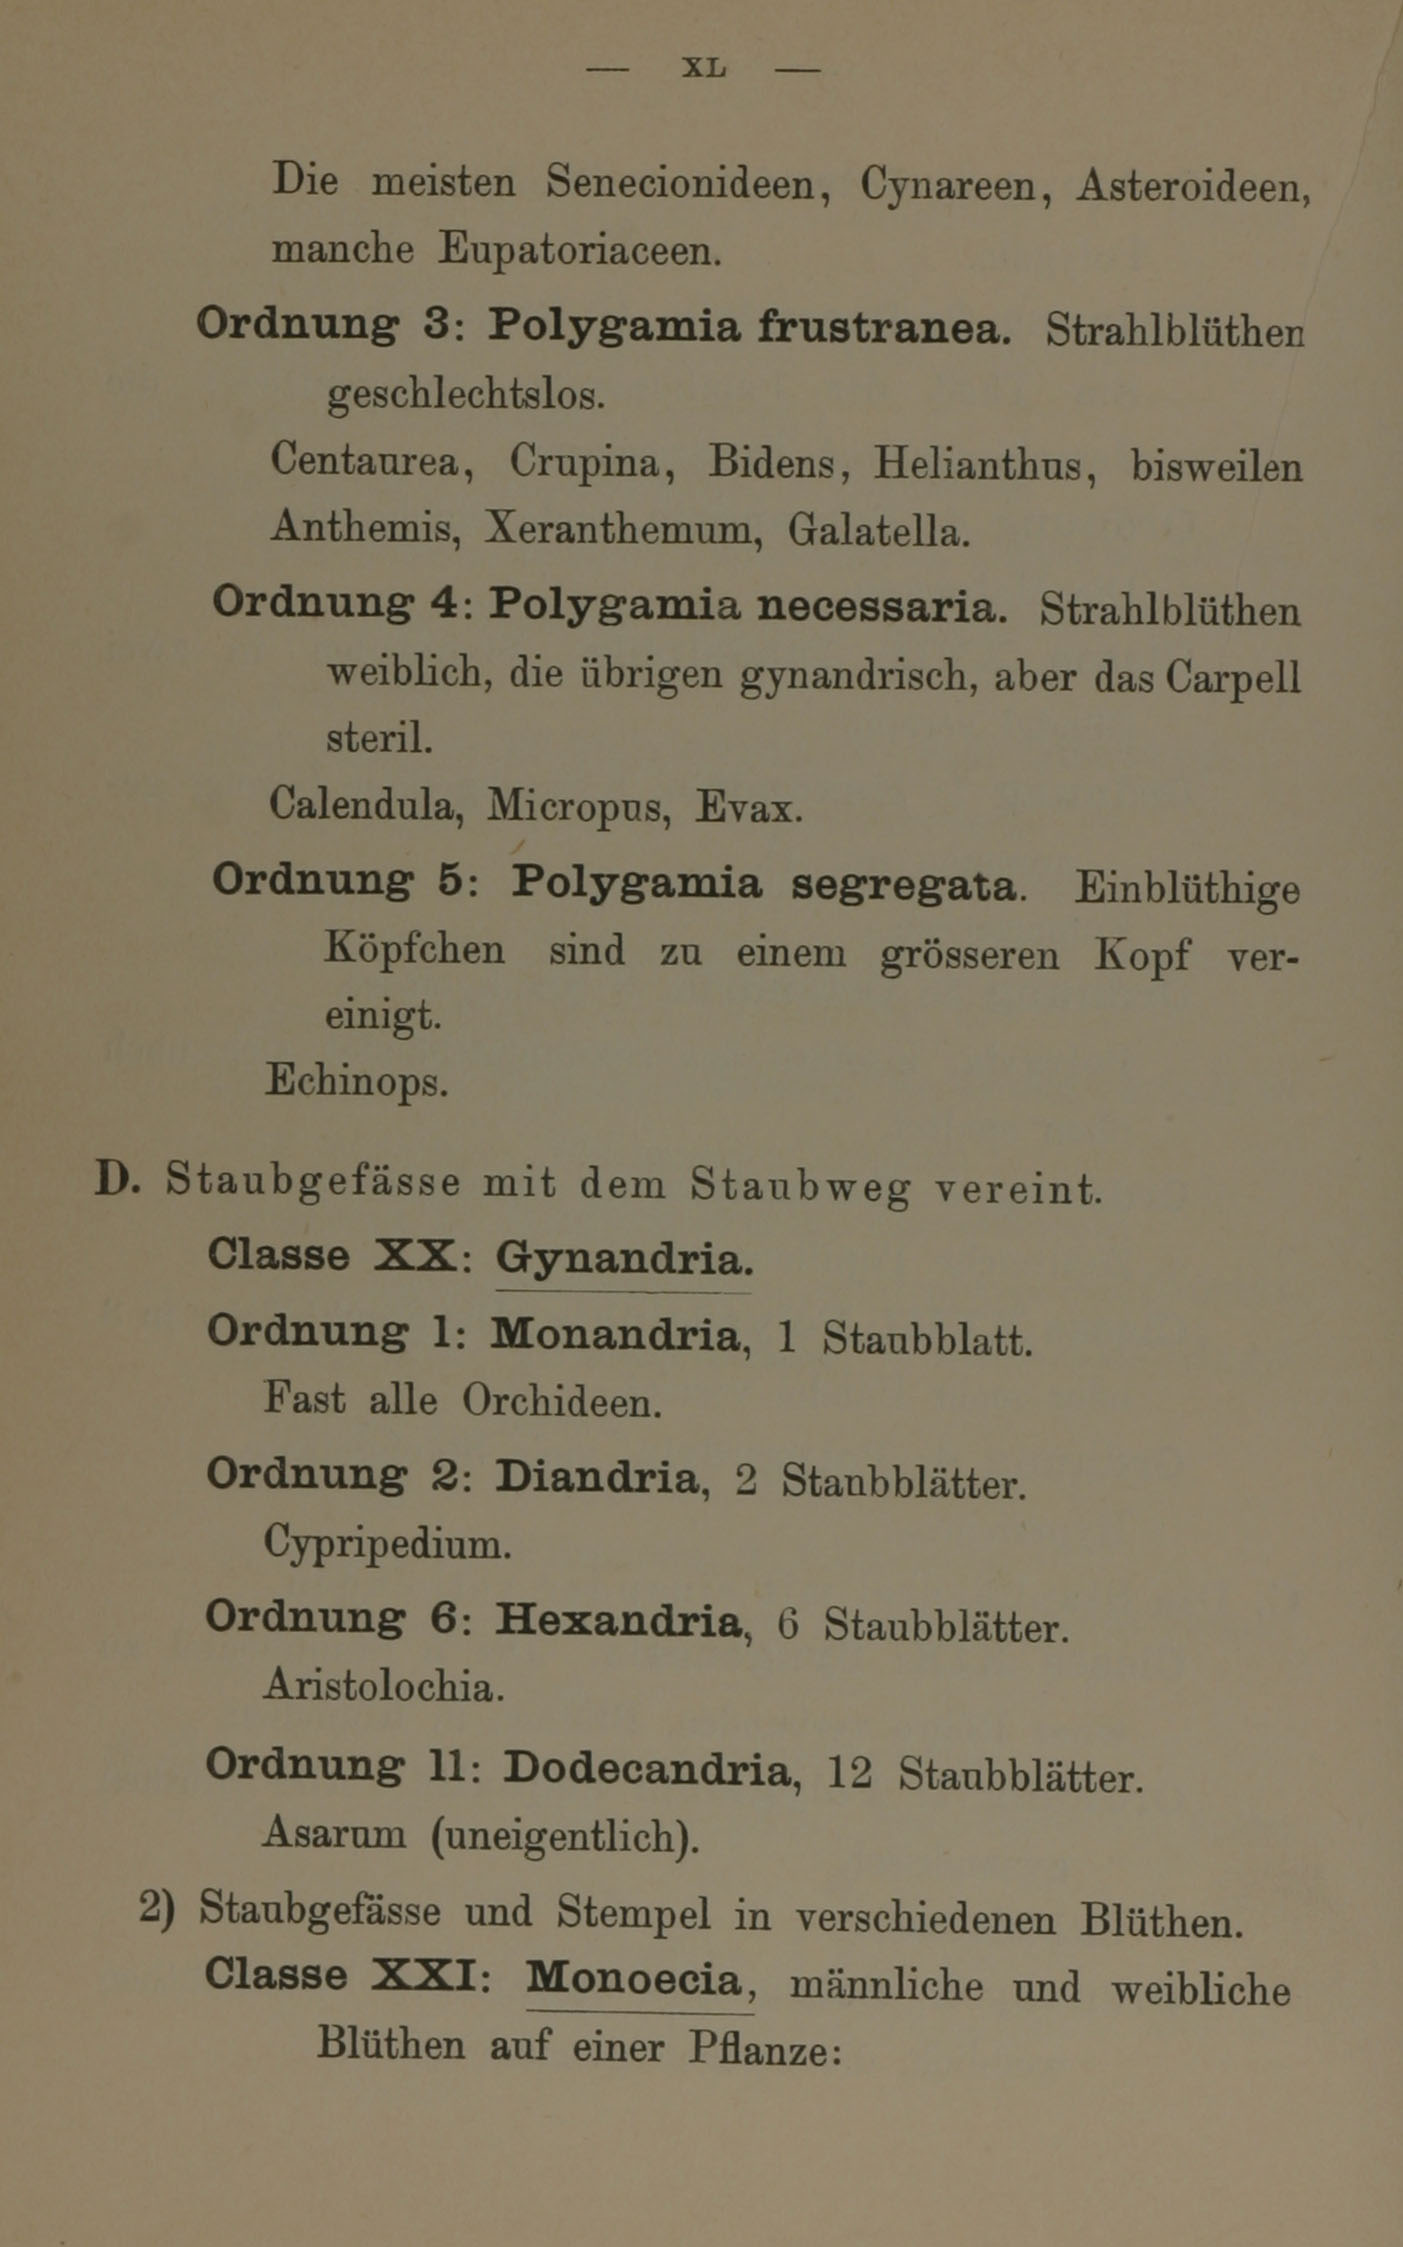 — XL —
Die meisten Senecionideen, Cynareen, Asteroideen,
manche Eupatoriaceen.
Ordnung 3: Polygamia frustranea. Strahlblüthen
geschlechtslos.
Centaurea, Crupina, Bidens, Helianthus, bisweilen
Anthemis, Xeranthemum, Galatella.
Ordnung 4: Polygamia necessaria. Strahlblüthen
weiblich, die übrigen gynandrisch, aber das Carpell
steril.
Calendula, Micropus, Evax.
Ordnung 5: Polygamia segregata. Einblüthige
Köpfchen sind zu einem grösseren Kopf ver-
einigt.
Echinops.
D. Staubgefässe mit dem Staubweg vereint.
Classe XX: Gynandria.
Ordnung 1: Monandria, 1 Staubblatt.
Fast alle Orchideen.
Ordnung 2: Diandria, 2 Staubblätter.
Cypripedium.
Ordnung 6: Hexandria, 6 Staubblätter.
Aristolochia.
Ordnung 11: Dodecandria, 12 Staubblätter.
Asarum (uneigentlich).
2) Staubgefässe und Stempel in verschiedenen Blüthen.
Classe XXI: Monoecia, männliche und weibliche
Blüthen auf einer Pflanze: